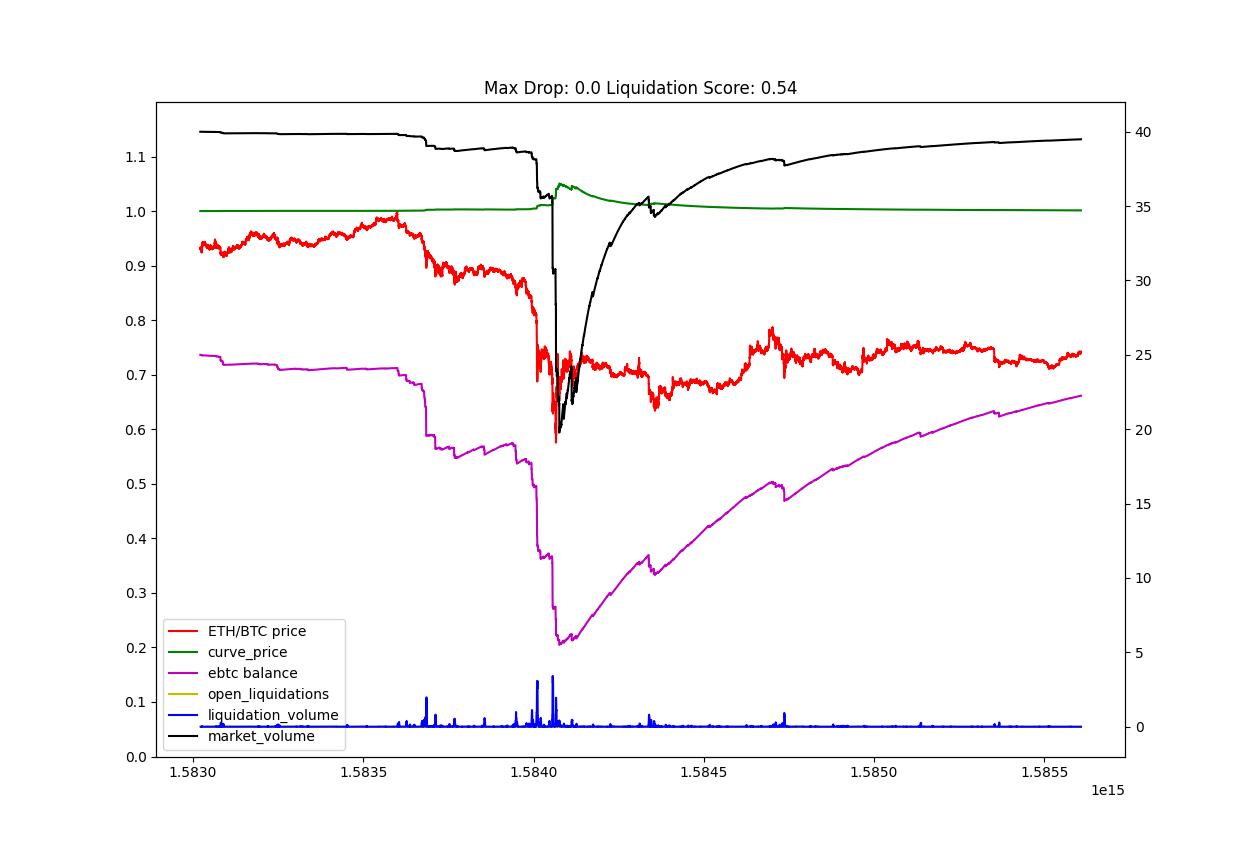 Max Drop: 0.0 Liquidation Score: 0.54
1.1
1.0
0.9
0.8
0.7
0.6
0.5
0.4
0.3
0.2
0.1
0.0
40
35
30
25
20
15
10
5
0
ETH/BTC price
curve_price
ebtc balance
open_liquidations
liquidation_volume
market_volume
1.5830 1.5835 1.5840 1.5845 1.5850 1.5855
1e15